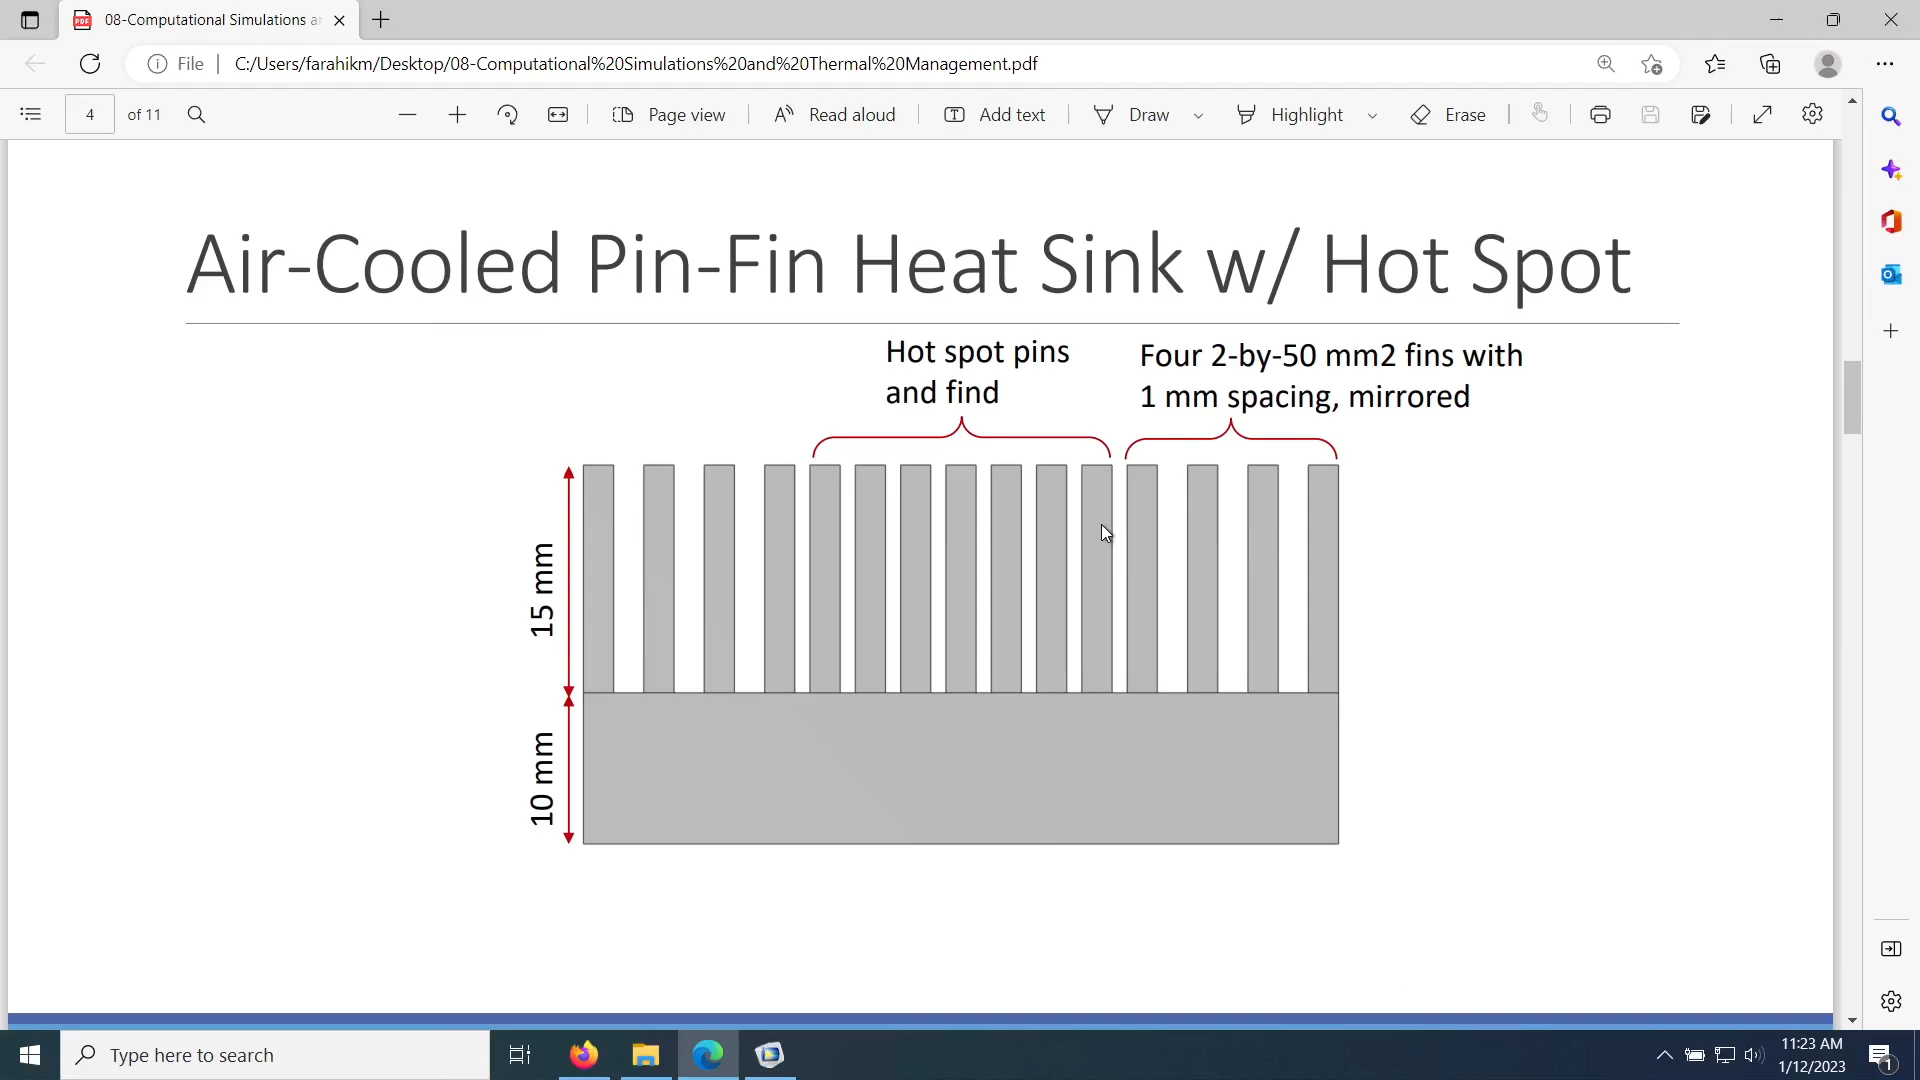 08-Computational Simulations a
File
C:/Users/farahikm/Desktop/08-Computational%20Simulations%20and%20Thermal%20Management.pdf
4 of 11
Page view
Read aloud
Add text
Draw
Highlight
Erase
Air-Cooled Pin-Fin Heat Sink w/ Hot Spot
Hot spot pins
and find
Four 2-by-50 mm2 fins with
1 mm spacing, mirrored
15 mm
10 mm
Type here to search
11:23 AM
1/12/2023
1